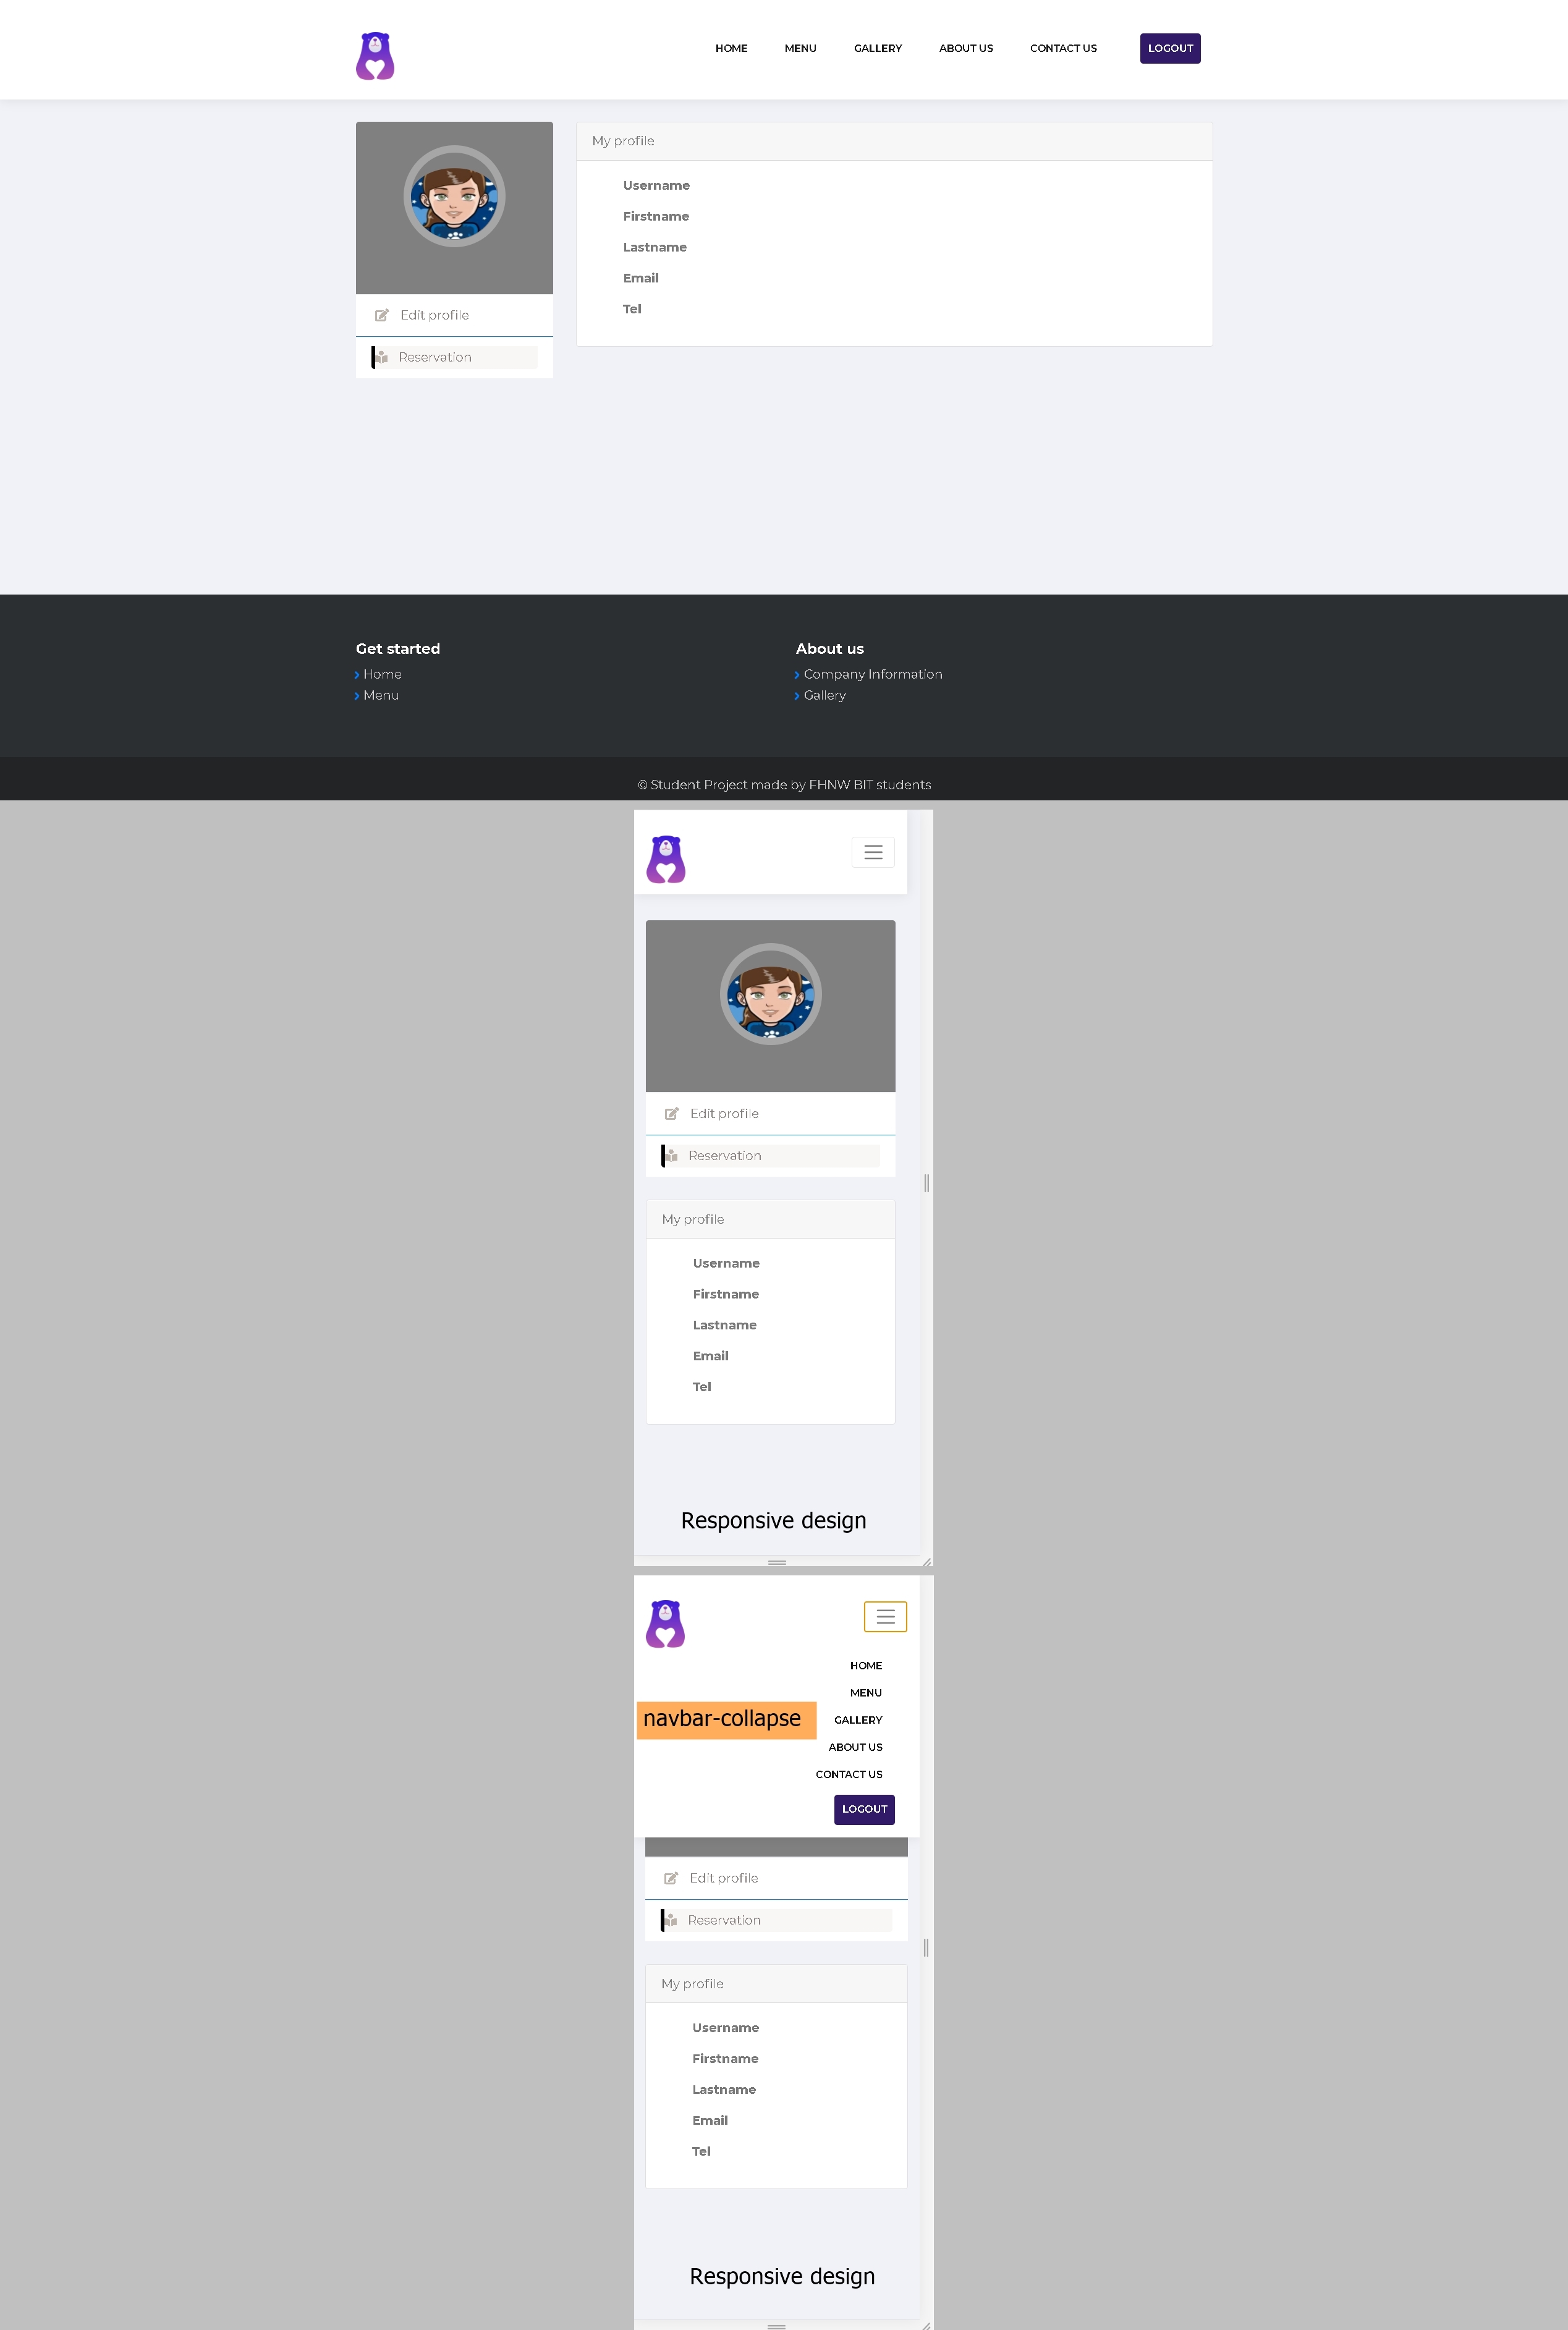 HOME MENU GALLERY ABOUT US CONTACT US LOGOUT
My profile
Username
Firstname
Lastname
Email
Tel
Edit profile
Reservation
Get started
Home
Menu
About us
Company Information
Gallery
© Student Project made by FHNW BIT students
Edit profile
Reservation
My profile
Username
Firstname
Lastname
Email
Tel
Responsive design
HOME
MENU
navbar-collapse
GALLERY
ABOUT US
CONTACT US
LOGOUT
Edit profile
Reservation
My profile
Username
Firstname
Lastname
Email
Tel
Responsive design